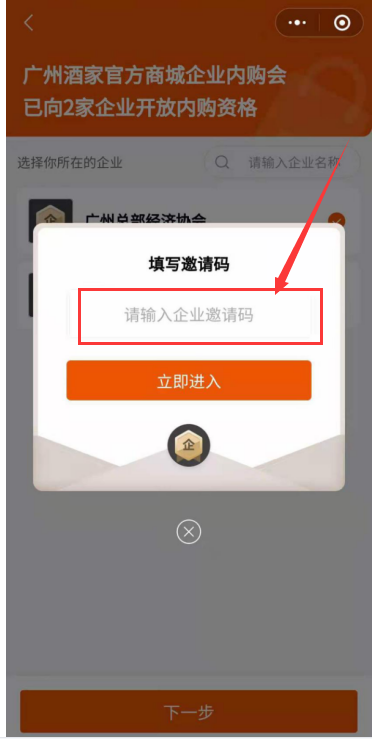 广州酒家官方商城企业内购会
已向2家企业开放内购资格
选择你所在的企业
请输入企业名称
广州总部经济协会
填写邀请码
请输入企业邀请码
立即进入
企
下一步